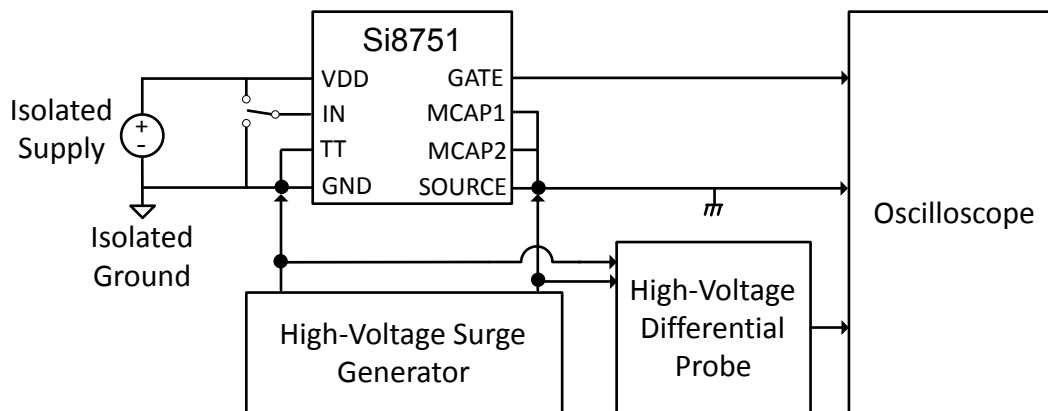 Si8751
VDD
IN
TT
GND
GATE
MCAP1
MCAP2
SOURCE
Isolated
Supply
+
-
Isolated
Ground
High-Voltage Surge
Generator
High-Voltage
Differential
Probe
Oscilloscope